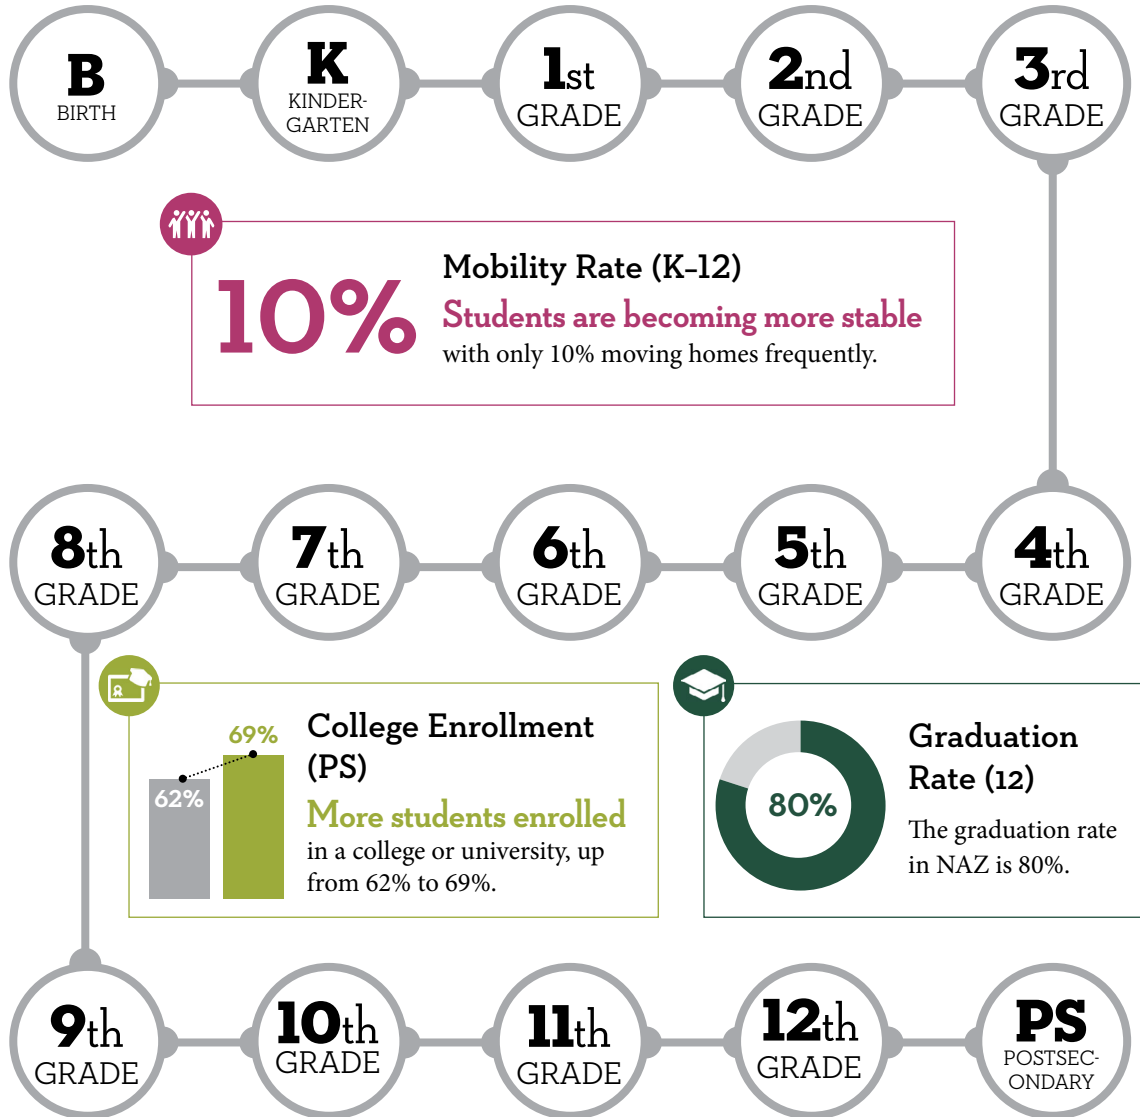 B
BIRTH
K
KINDER-
GARTEN
1st
GRADE
2nd
GRADE
3rd
GRADE
10%
Mobility Rate (K–12)
Students are becoming more stable
with only 10% moving homes frequently.
8th
GRADE
7th
GRADE
6th
GRADE
5th
GRADE
4th
GRADE
62%
69%
College Enrollment
(PS)
More students enrolled
in a college or university, up
from 62% to 69%.
80%
Graduation
Rate (12)
The graduation rate
in NAZ is 80%.
9th
GRADE
10th
GRADE
11th
GRADE
12th
GRADE
PS
POSTSEC-
ONDARY